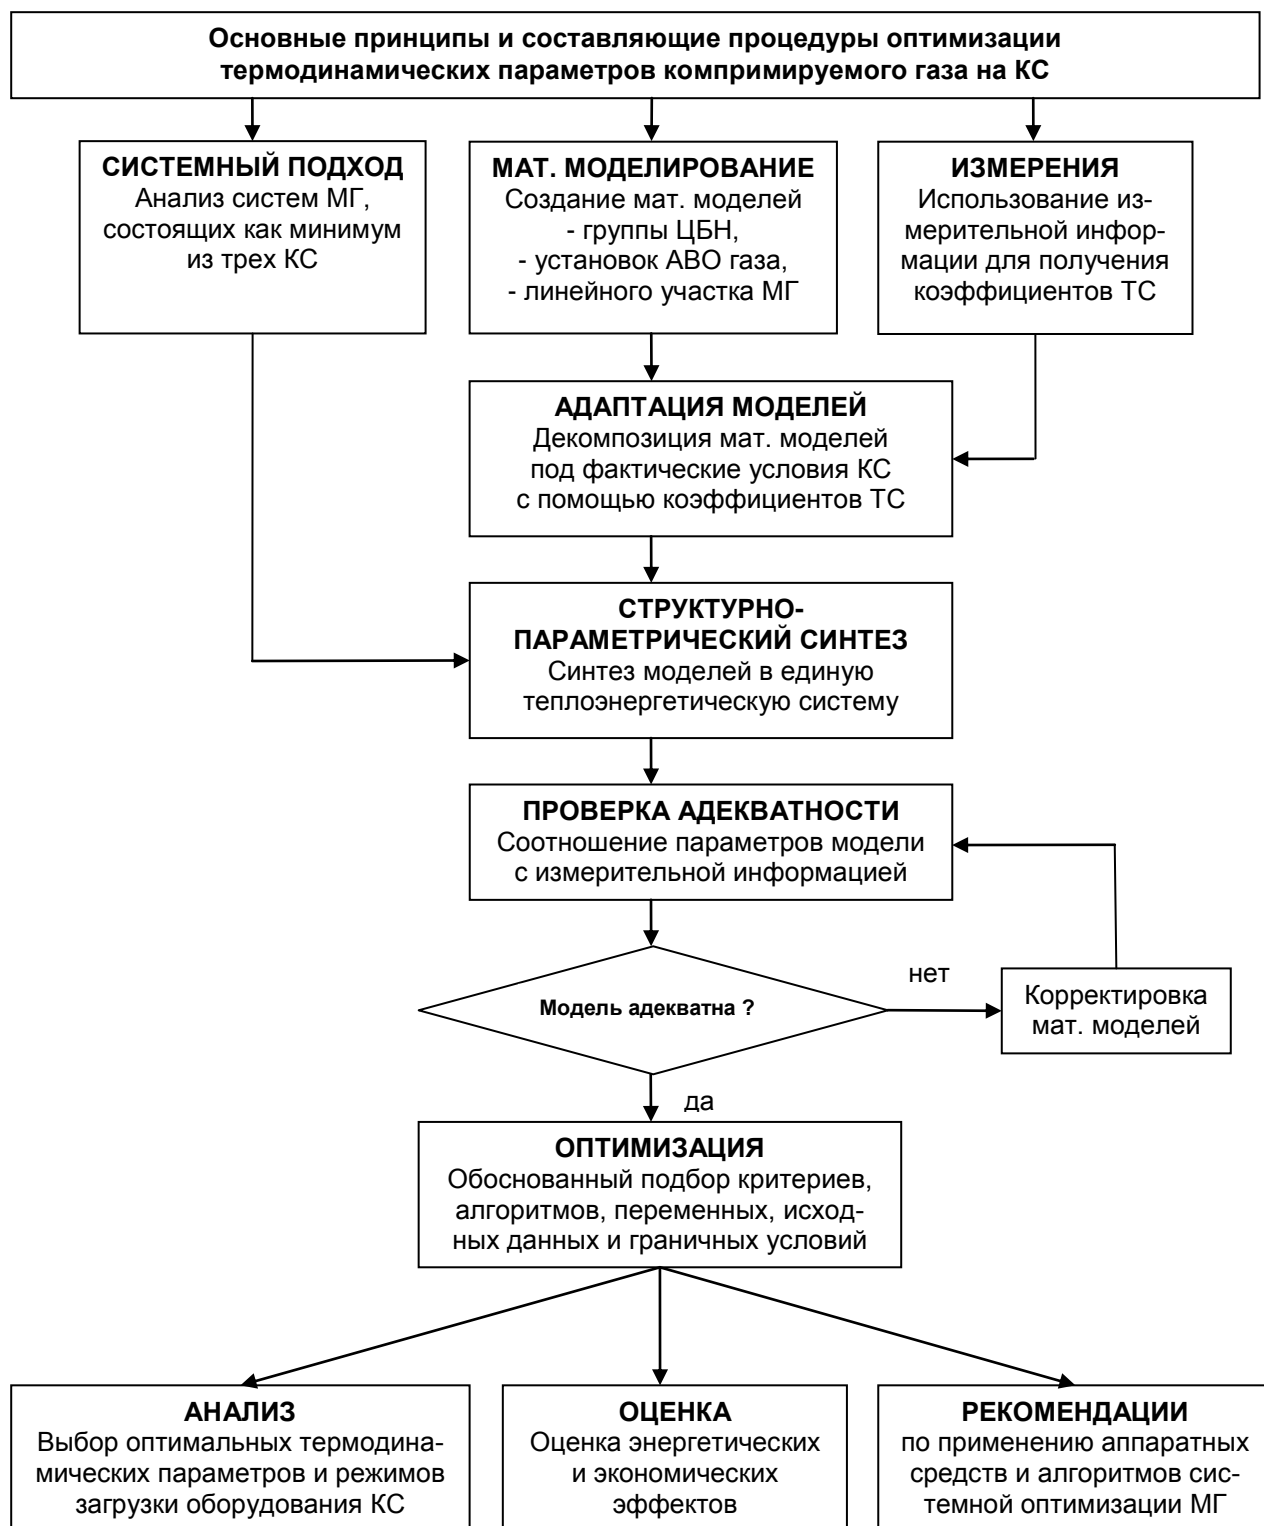 Основные принципы и составляющие процедуры оптимизации
термодинамических параметров компримируемого газа на КС
СИСТЕМНЫЙ ПОДХОД
Анализ систем МГ,
состоящих как минимум
из трех КС
МАТ. МОДЕЛИРОВАНИЕ
Создание мат. моделей
- группы ЦБН,
- установок АВО газа,
- линейного участка МГ
ИЗМЕРЕНИЯ
Использование из-
мерительной инфор-
мации для получения
коэффициентов ТС
АДАПТАЦИЯ МОДЕЛЕЙ
Декомпозиция мат. моделей
под фактические условия КС
с помощью коэффициентов ТС
СТРУКТУРНО-
ПАРАМЕТРИЧЕСКИЙ СИНТЕЗ
Синтез моделей в единую
теплоэнергетическую систему
ПРОВЕРКА АДЕКВАТНОСТИ
Соотношение параметров модели
с измерительной информацией
Модель адекватна ?
нет
Корректировка
мат. моделей
да
ОПТИМИЗАЦИЯ
Обоснованный подбор критериев,
алгоритмов, переменных, исход-
ных данных и граничных условий
АНАЛИЗ
Выбор оптимальных термодина-
мических параметров и режимов
загрузки оборудования КС
ОЦЕНКА
Оценка энергетических
и экономических
эффектов
РЕКОМЕНДАЦИИ
по применению аппаратных
средств и алгоритмов сис-
темной оптимизации МГ